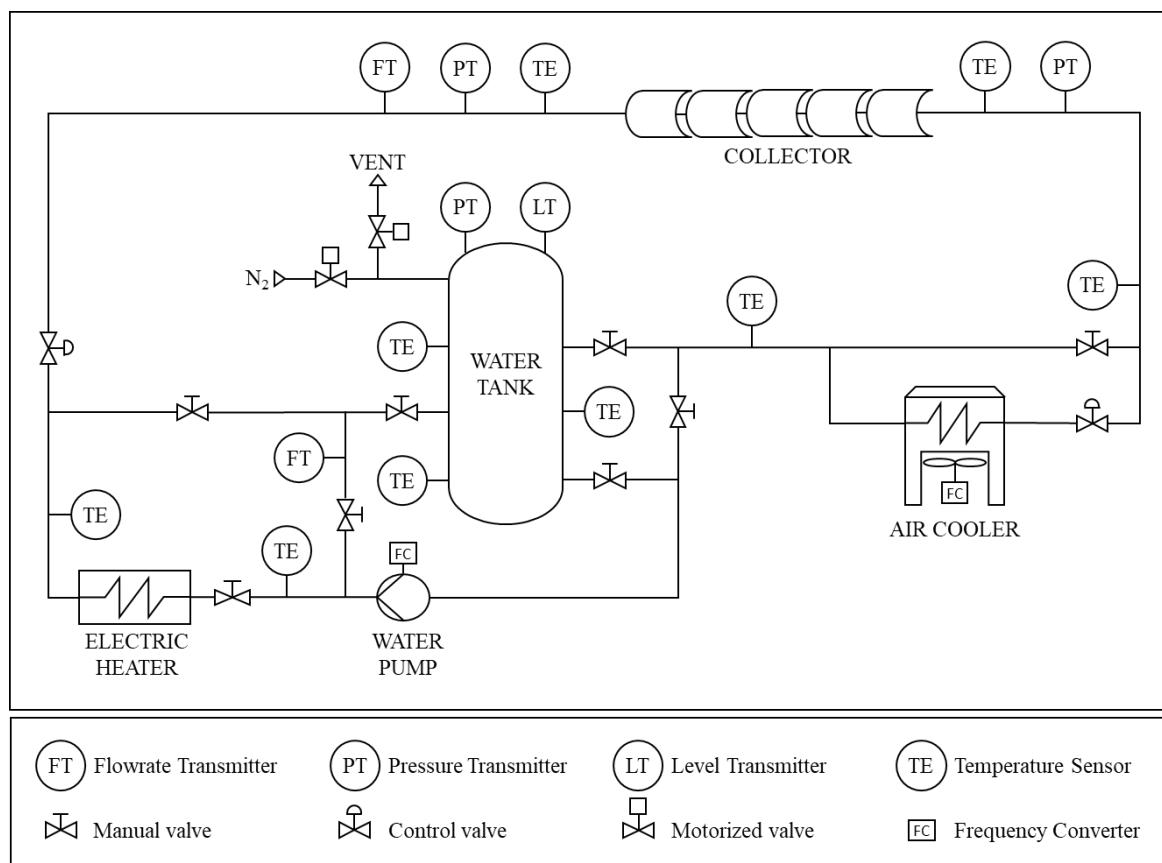 FT
PT
TE
TE
PT
COLLECTOR
VENT
PT
LT
N₂
TE
TE
TE
WATER
TANK
TE
FT
TE
TE
TE
FC
FC
AIR COOLER
ELECTRIC
HEATER
WATER
PUMP
FT Flowrate Transmitter
PT Pressure Transmitter
LT Level Transmitter
TE Temperature Sensor
Manual valve
Control valve
Motorized valve
FC Frequency Converter